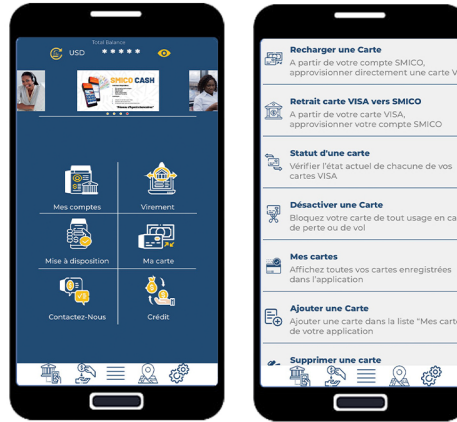 Total Balance
USD * * * * *
SMICO CASH
Mes comptes
Virement
Mise à disposition
Ma carte
Contactez-Nous
Crédit
Recharger une Carte
A partir de votre compte SMICO,
approvisionner directement une carte V
Retrait carte VISA vers SMICO
A partir de votre carte VISA,
approvisionner votre compte SMICO
Statut d'une carte
Vérifier l'état actuel de chacune de vos
cartes VISA
Désactiver une Carte
Bloquez votre carte de tout usage en ca
de perte ou de vol
Mes cartes
Affichez toutes vos cartes enregistrées
dans l'application
Ajouter une Carte
Ajouter une carte dans la liste "Mes carte
de votre application
Supprimer une carte